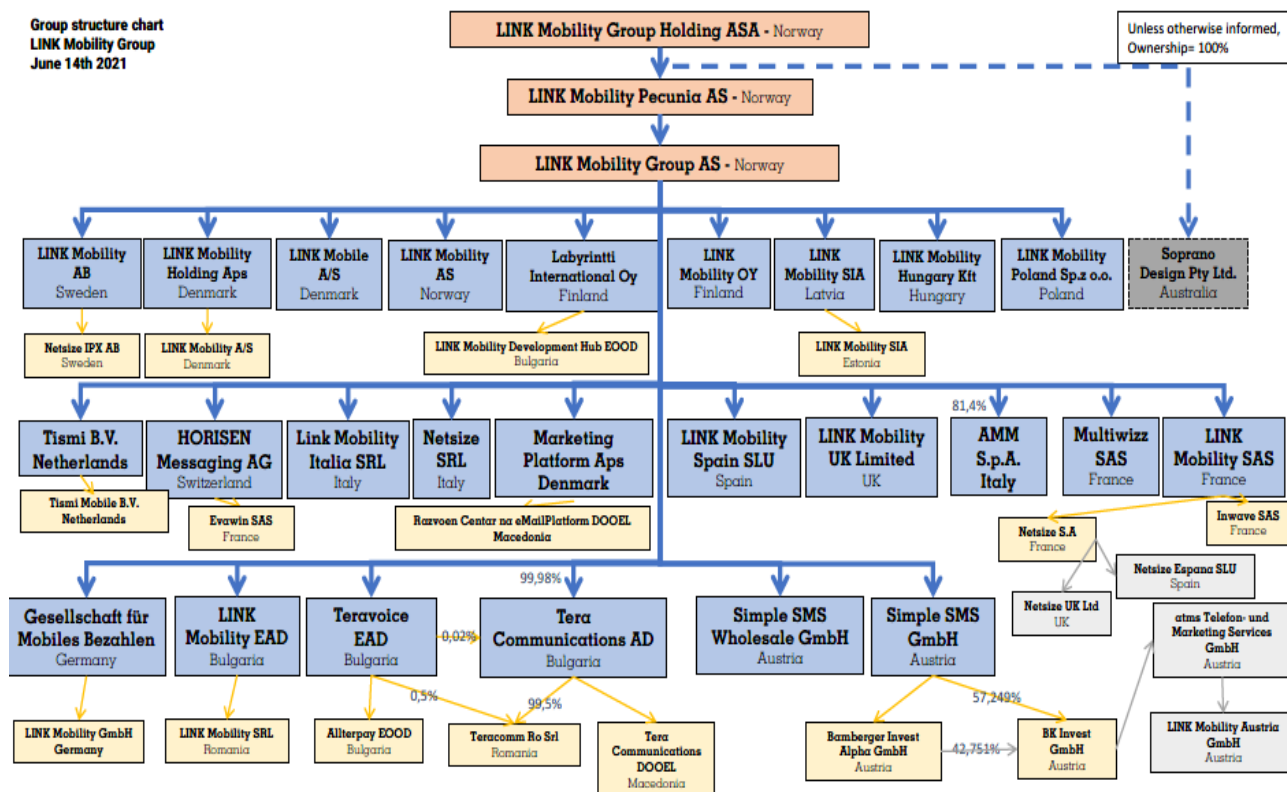 Group structure chart
LINK Mobility Group
June 14th 2021
LINK Mobility Group Holding ASA - Norway
Unless otherwise informed,
Ownership= 100%
LINK Mobility Pecunia AS - Norway
LINK Mobility Group AS - Norway
LINK Mobility
AB
Sweden
LINK Mobility
Holding Aps
Denmark
LINK Mobile
A/S
Denmark
LINK Mobility
AS
Norway
Labyrintti
International Oy
Finland
LINK
Mobility OY
Finland
LINK
Mobility SIA
Latvia
LINK Mobility
Hungary Kft
Hungary
LINK Mobility
Poland Sp.z o.o.
Poland
Soprano
Design Pty Ltd.
Australia
Netsize IPX AB
Sweden
LINK Mobility A/S
Denmark
LINK Mobility Development Hub EOOD
Bulgaria
LINK Mobility SIA
Estonia
81,4%
Tismi B.V.
Netherlands
HORISEN
Messaging AG
Switzerland
Link Mobility
Italia SRL
Italy
Netsize
SRL
Italy
Marketing
Platform Aps
Denmark
LINK Mobility
Spain SLU
Spain
LINK Mobility
UK Limited
UK
AMM
S.p.A.
Italy
Multiwizz
SAS
France
LINK
Mobility SAS
France
Tismi Mobile B.V.
Netherlands
Evawin SAS
France
Razvoen Centar na eMailPlatform DOOEL
Macedonia
Netsize S.A
France
Inwave SAS
France
Netsize Espana SLU
Spain
Netsize UK Ltd
UK
99,98%
Gesellschaft für
Mobiles Bezahlen
Germany
LINK
Mobility EAD
Bulgaria
Teravoice
EAD
Bulgaria
0,02%
Tera
Communications AD
Bulgaria
Simple SMS
Wholesale GmbH
Austria
Simple SMS
GmbH
Austria
atms Telefon- und
Marketing Services
GmbH
Austria
0,5%
99,5%
57,249%
LINK Mobility GmbH
Germany
LINK Mobility SRL
Romania
Allterpay EOOD
Bulgaria
Teracomm Ro Srl
Romania
Tera
Communications
DOOEL
Macedonia
Bamberger Invest
Alpha GmbH
Austria
42,751%
BK Invest
GmbH
Austria
LINK Mobility Austria
GmbH
Austria